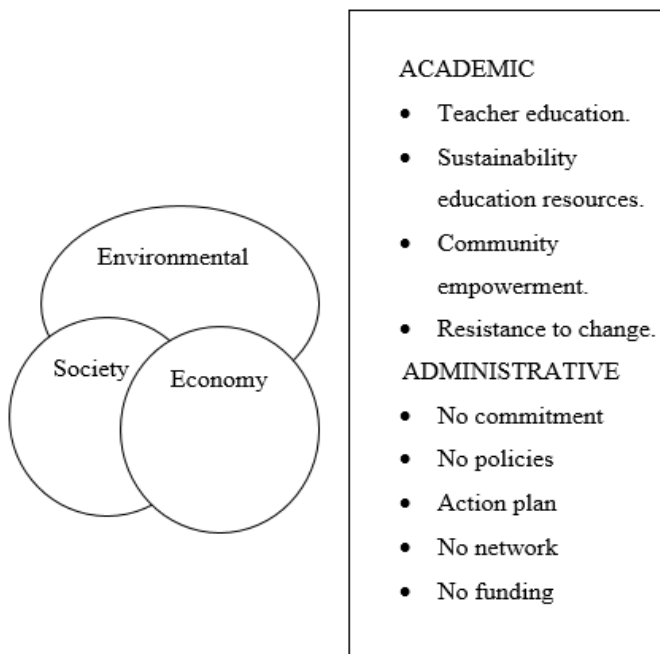 Environmental
Society
Economy
ACADEMIC
• Teacher education.
• Sustainability
education resources.
• Community
empowerment.
• Resistance to change.
ADMINISTRATIVE
• No commitment
• No policies
• Action plan
• No network
• No funding